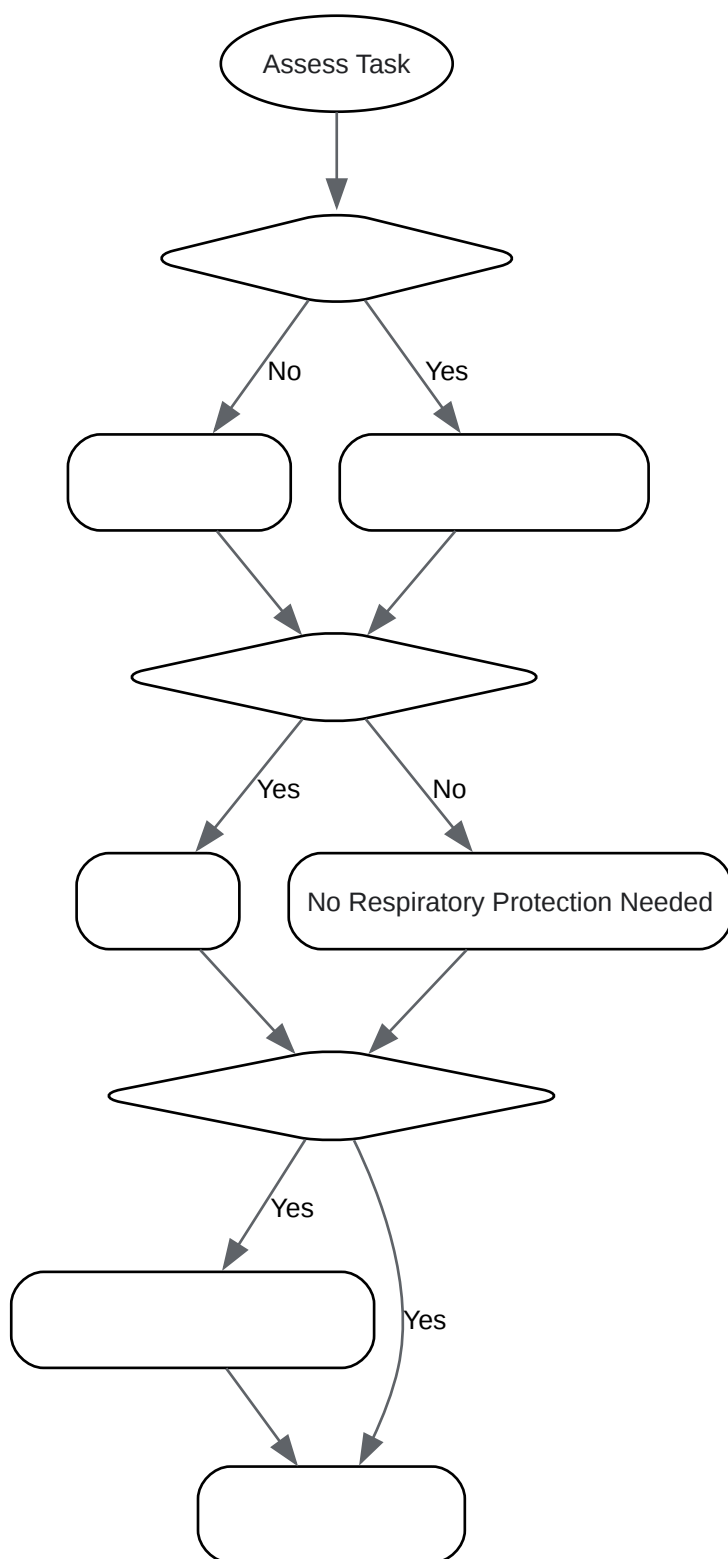 Assess Task
No
Yes
Yes
No
No Respiratory Protection Needed
Yes
Yes